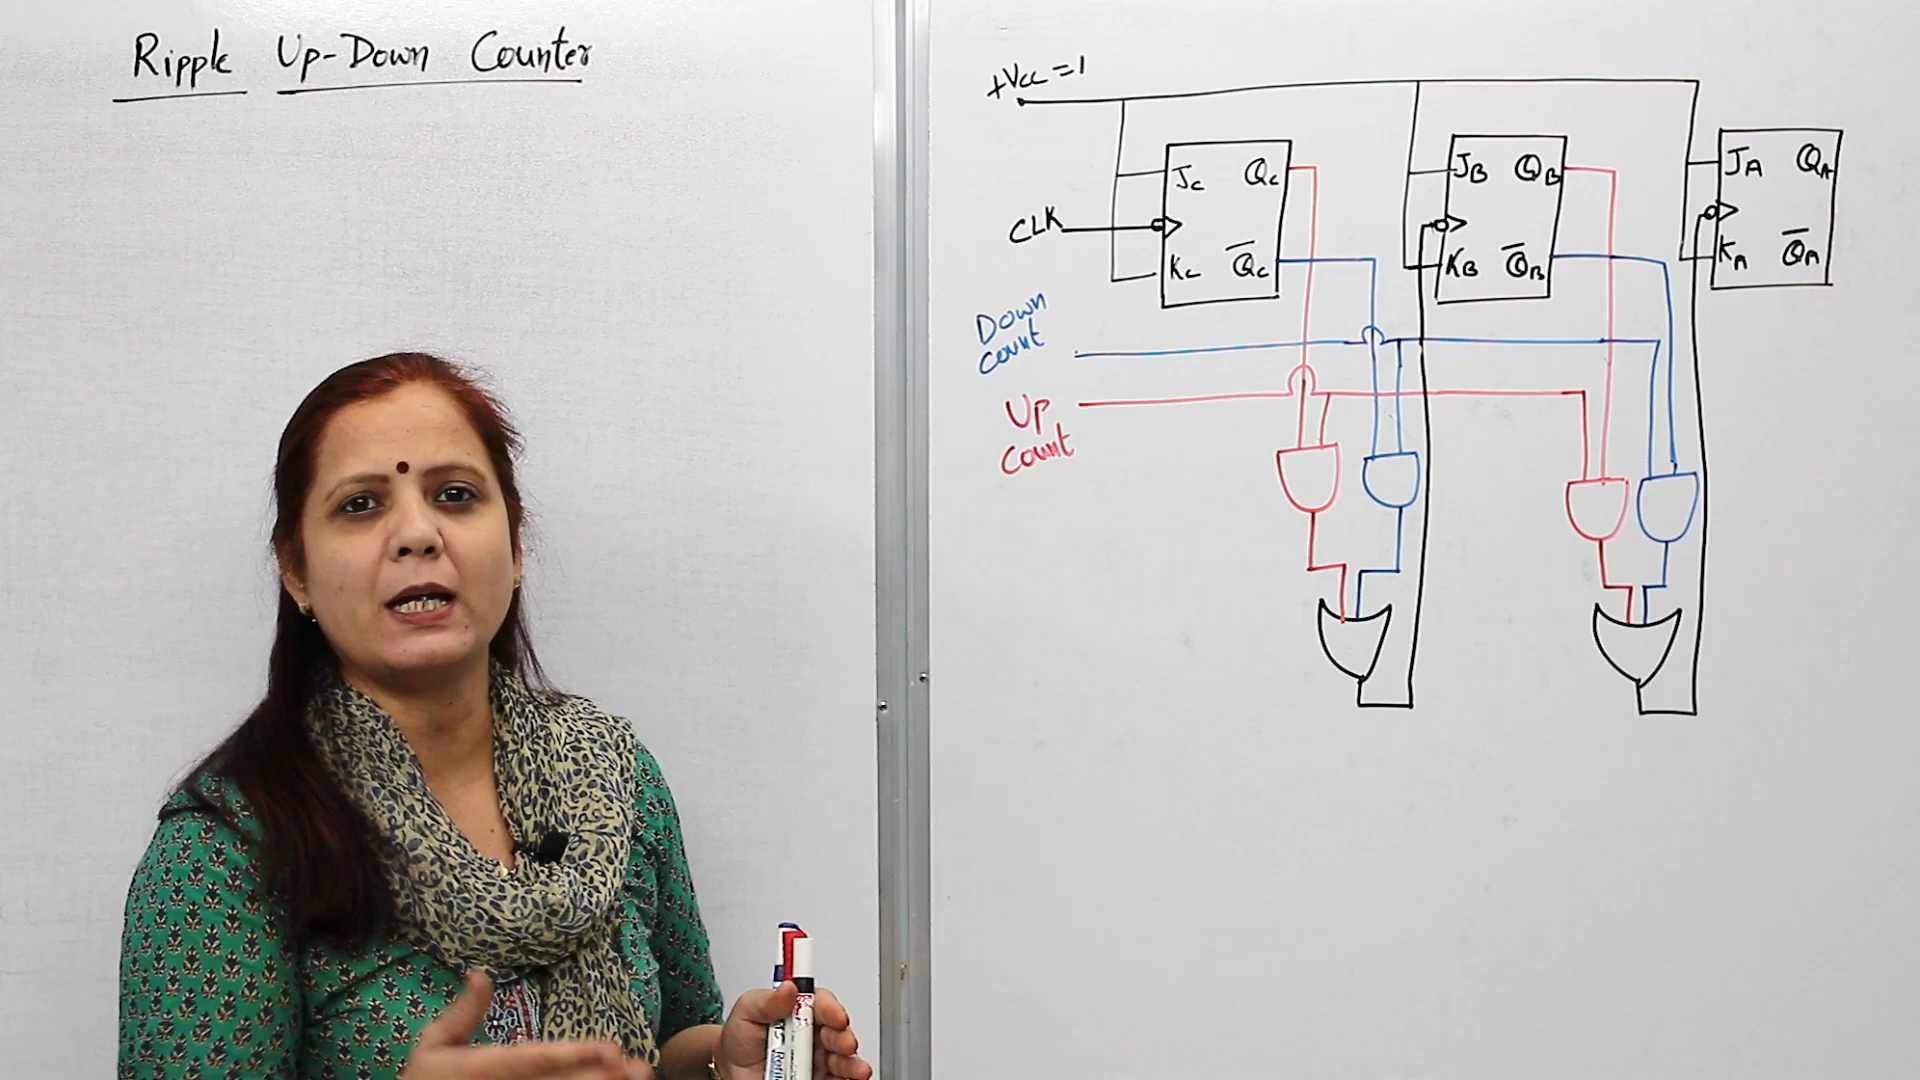 Ripple Up-Down Counter
+Vcc = 1
Jc Qc
JB QB
JA QA
CLK
Kc Q̅c
KB Q̅B
KA Q̅A
Down
count
Up
Count